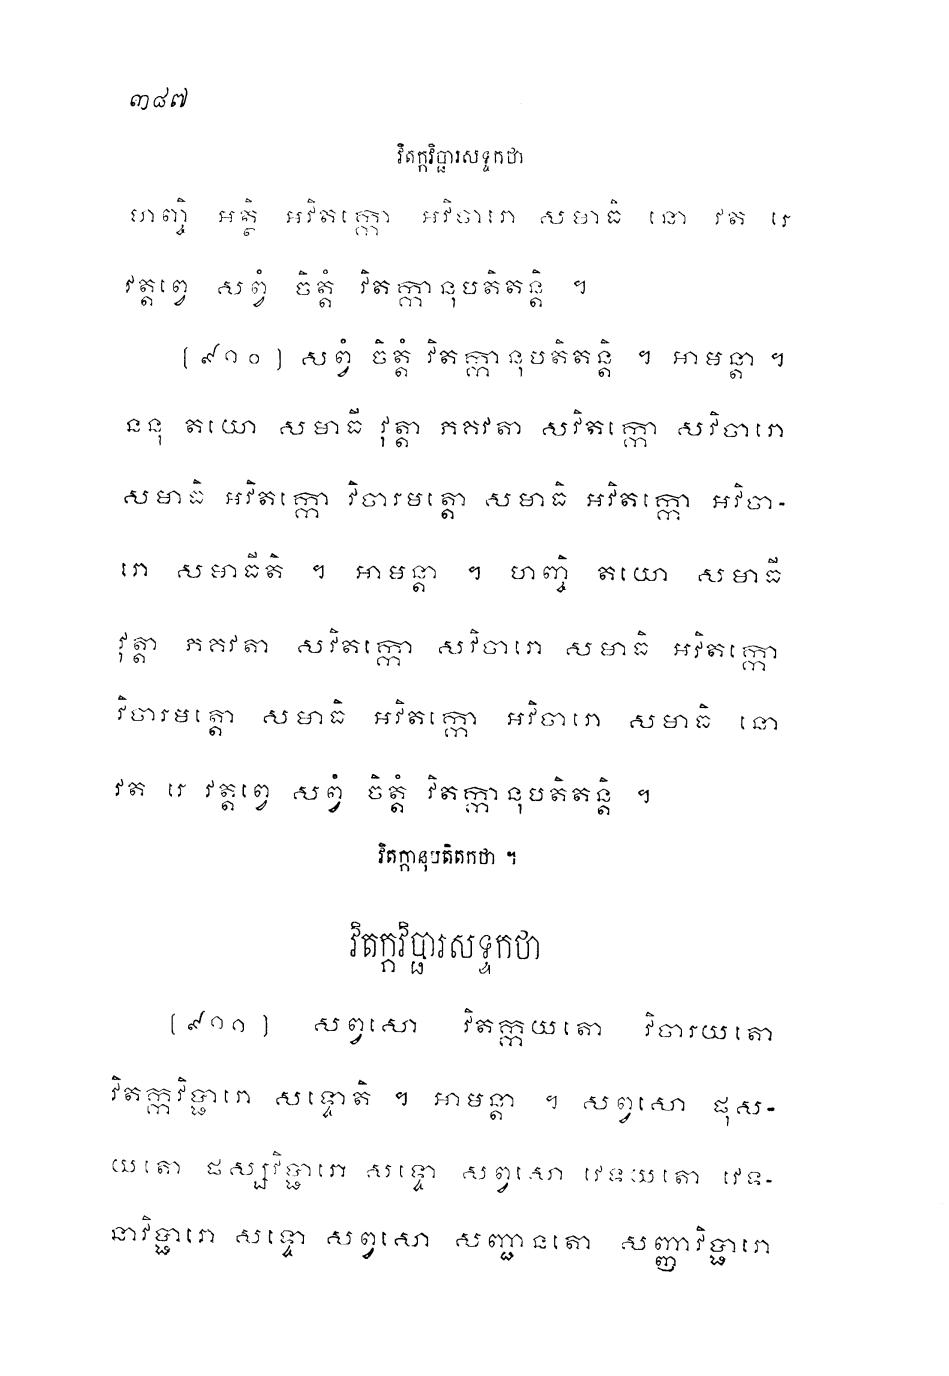 ៣៨៧
វិតក្កវិប្ផារសទ្ទកថា
ហញ្ចិ អត្ថិ អវិតក្កោ អវិចារោ សមាធិ នោ វត រេ
វត្តព្វេ សព្វំ ចិត្តំ វិតក្កានុបតិតន្តិ ។
(៩១០) សព្វំ ចិត្តំ វិតក្កានុបតិតន្តិ ។ អាមន្តា ។
ននុ តយោ សមាធី វុត្តា ភគវតា សវិតក្កោ សវិចារោ
សមាធិ អវិតក្កោ វិចារមត្តោ សមាធិ អវិតក្កោ អវិចា-
រោ សមាធីតិ ។ អាមន្តា ។ ហញ្ចិ តយោ សមាធី
វុត្តា ភគវតា សវិតក្កោ សវិចារោ សមាធិ អវិតក្កោ
វិចារមត្តោ សមាធិ អវិតក្កោ អវិចារោ សមាធិ នោ
វត រេ វត្តព្វេ សព្វំ ចិត្តំ វិតក្កានុបតិតន្តិ ។
វិតក្កានុបតិតកថា ។
វិតក្កវិប្ផារសទ្ទកថា
(៩១១) សព្វសោ វិតក្កយតោ វិចារយតោ
វិតក្កវិប្ផារោ សទ្ទោតិ ។ អាមន្តា ។ សព្វសោ ផុស-
យតោ ផស្សវិប្ផារោ សទ្ទោ សព្វសោ វេទយតោ វេទ-
នាវិប្ផារោ សទ្ទោ សព្វសោ សញ្ជានតោ សញ្ញាវិប្ផារោ